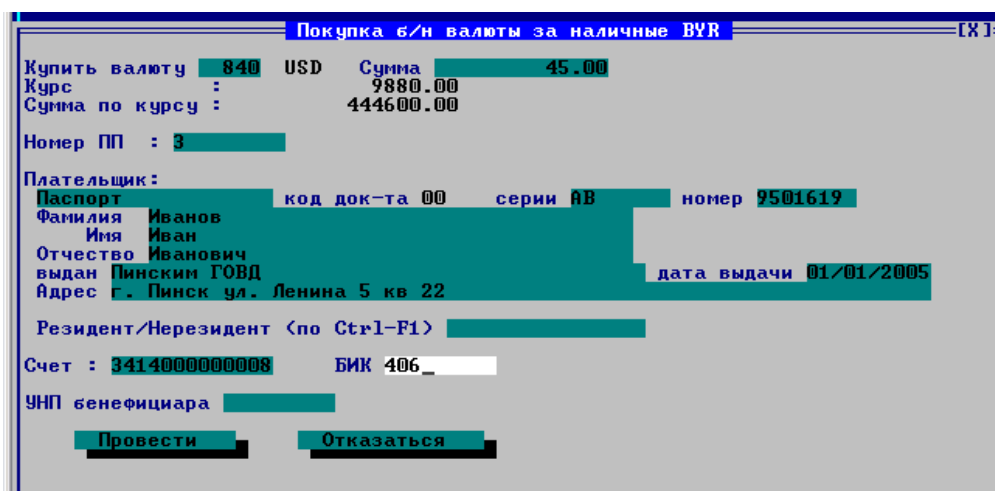 Покупка б/н валюты за наличные BYR [X]
Купить валюту 840 USD Сумма 45.00
Курс : 9880.00
Сумма по курсу : 444600.00
Номер ПП : 3
Плательщик:
Паспорт код док-та 00 серии АВ номер 9501619
Фамилия Иванов
Имя Иван
Отчество Иванович
выдан Пинским ГОВД дата выдачи 01/01/2005
Адрес г. Пинск ул. Ленина 5 кв 22
Резидент/Нерезидент (по Ctrl-F1)
Счет : 3414000000008 БИК 406_
УНП бенефициара
Провести Отказаться